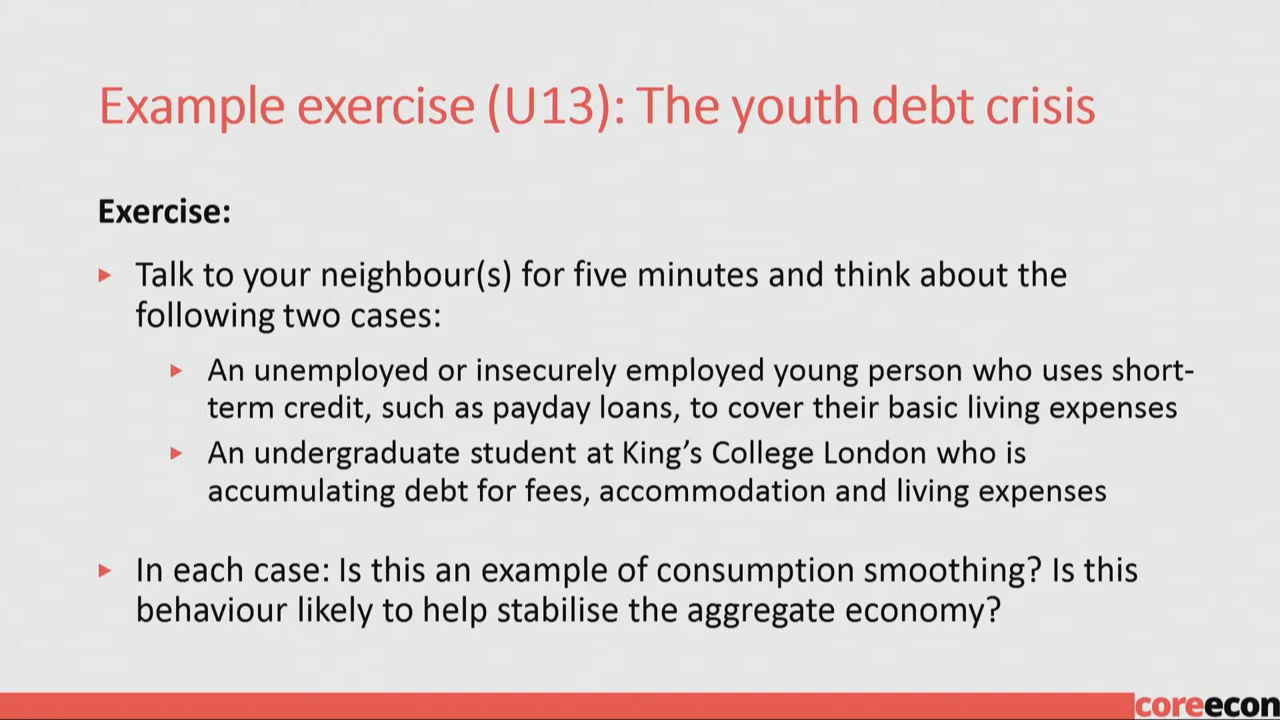 Example exercise (U13): The youth debt crisis
Exercise:
Talk to your neighbour(s) for five minutes and think about the
following two cases:
An unemployed or insecurely employed young person who uses short-
term credit, such as payday loans, to cover their basic living expenses
An undergraduate student at King's College London who is
accumulating debt for fees, accommodation and living expenses
In each case: Is this an example of consumption smoothing? Is this
behaviour likely to help stabilise the aggregate economy?
coreecon